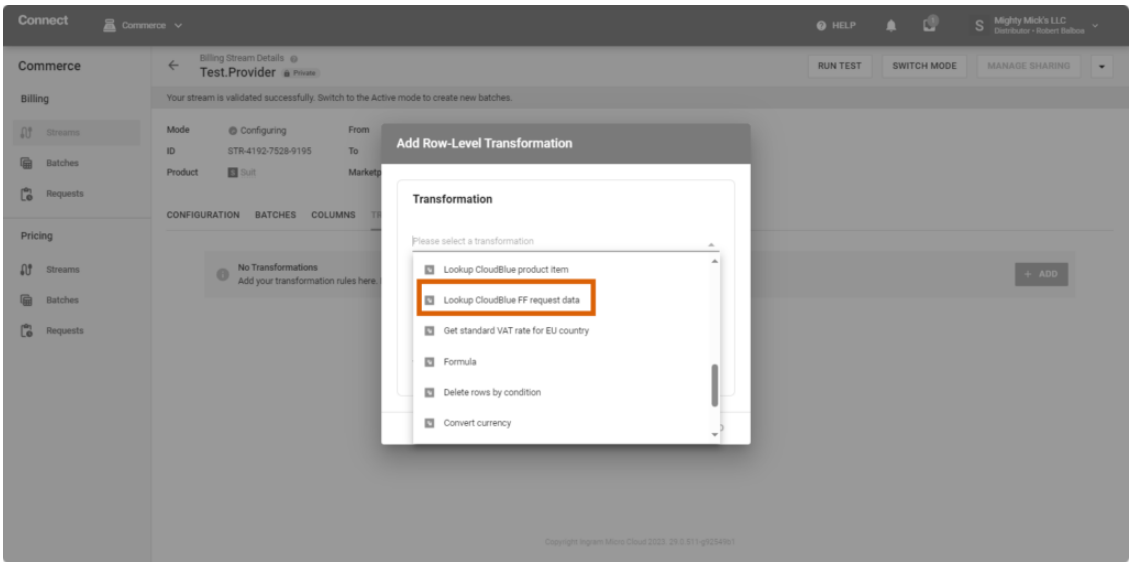 Connect
Commerce
HELP
S
Mighty Mick's LLC
Distributor - Robert Balboa
Commerce
Billing
Streams
Batches
Requests
Pricing
Streams
Batches
Requests
Billing Stream Details
Test.Provider Private
RUN TEST
SWITCH MODE
MANAGE SHARING
Your stream is validated successfully. Switch to the Active mode to create new batches.
Mode Configuring From
ID STR-4192-7528-9195 To
Product Suit Marketp
CONFIGURATION BATCHES COLUMNS
No Transformations
Add your transformation rules here.
+ ADD
Add Row-Level Transformation
Transformation
Please select a transformation
Lookup CloudBlue product item
Lookup CloudBlue FF request data
Get standard VAT rate for EU country
Formula
Delete rows by condition
Convert currency
Copyright Ingram Micro Cloud 2023